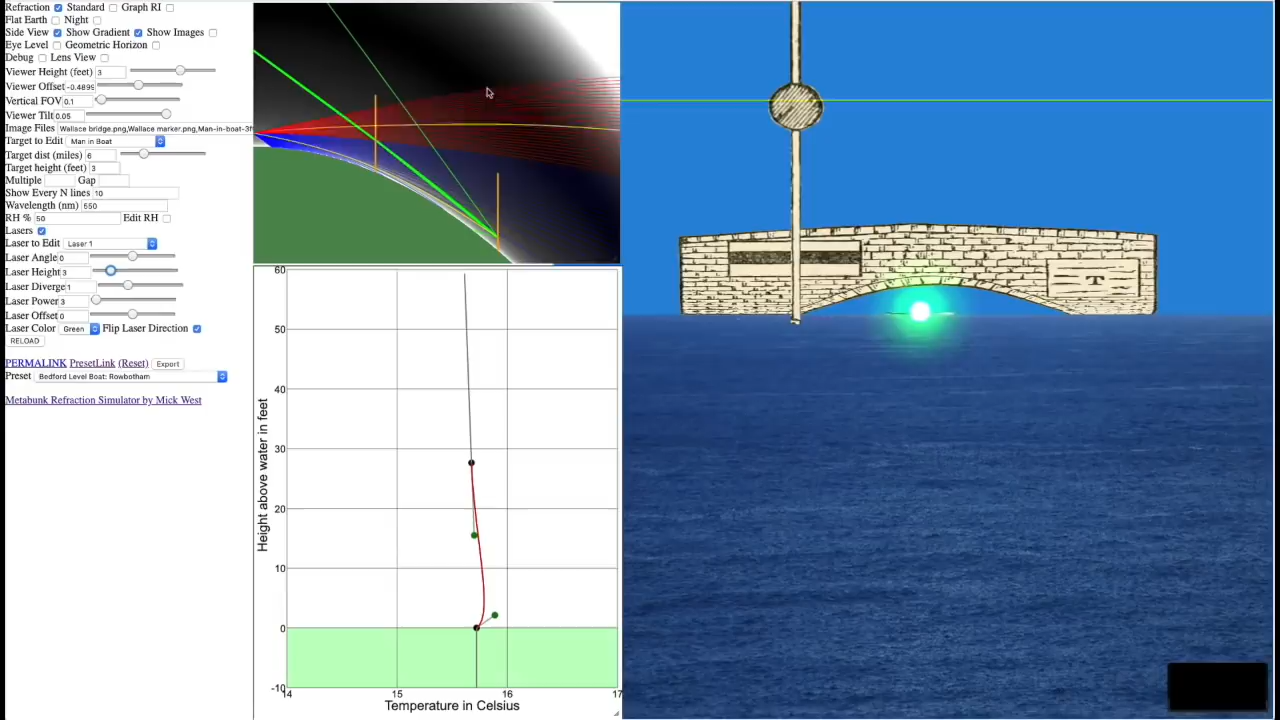 Refraction Standard Graph RI
Flat Earth Night
Side View Show Gradient Show Images
Eye Level Geometric Horizon
Debug Lens View
Viewer Height (feet) 3
Viewer Offset -0.4899
Vertical FOV 0.1
Viewer Tilt 0.05
Image Files Wallace bridge.png,Wallace marker.png,Man-in-boat-3f
Target to Edit Man in Boat
Target dist (miles) 6
Target height (feet) 3
Multiple Gap
Show Every N lines 10
Wavelength (nm) 550
RH % 50 Edit RH
Lasers
Laser to Edit Laser 1
Laser Angle 0
Laser Height 3
Laser Diverge 1
Laser Power 3
Laser Offset 0
Laser Color Green Flip Laser Direction
RELOAD
PERMALINK PresetLink (Reset) Export
Preset Bedford Level Boat: Rowbotham
Metabunk Refraction Simulator by Mick West
60
50
40
30
20
10
0
-10
Height above water in feet
14 15 16 17
Temperature in Celsius
T